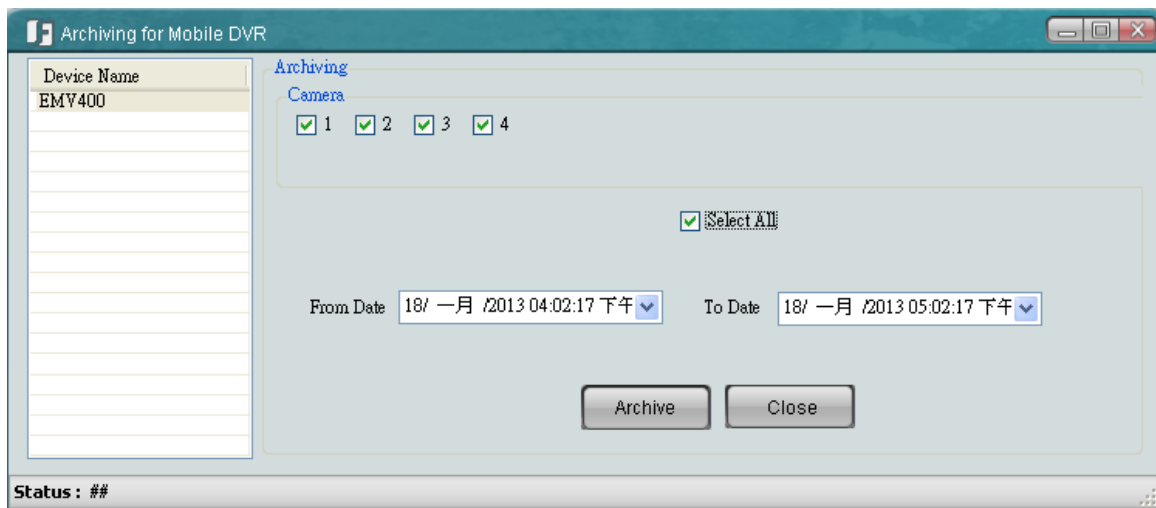 Archiving for Mobile DVR
Device Name
EMV400
Archiving
Camera
1 2 3 4
Select All
From Date 18/ 一月 /2013 04:02:17 下午 To Date 18/ 一月 /2013 05:02:17 下午
Archive Close
Status : ##